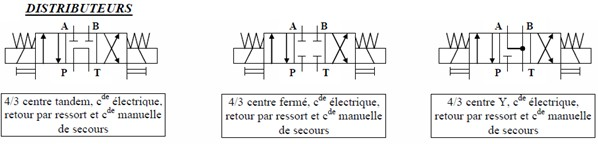 DISTRIBUTEURS
A B
P T
4/3 centre tandem, cde électrique,
retour par ressort et cde manuelle
de secours
A B
P T
4/3 centre fermé, cde électrique,
retour par ressort et cde manuelle
de secours
A B
P T
4/3 centre Y, cde électrique,
retour par ressort et cde manuelle
de secours